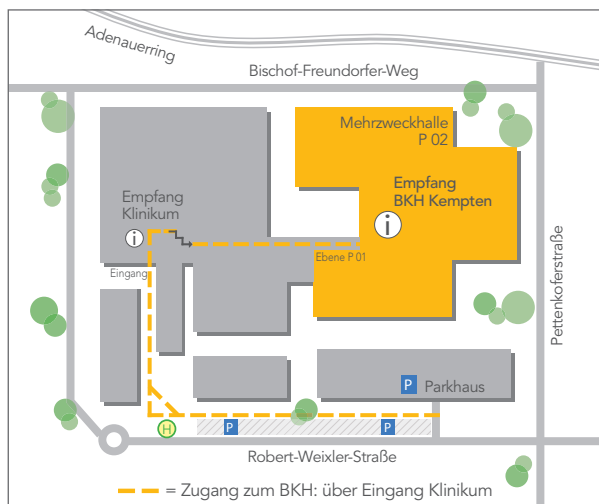 Adenauerring
Bischof-Freundorfer-Weg
Mehrzweckhalle
P 02
Empfang
Klinikum
i
Empfang
BKH Kempten
i
Ebene P 01
Eingang
Pettenkoferstraße
P Parkhaus
H
P
P
Robert-Weixler-Straße
= Zugang zum BKH: über Eingang Klinikum